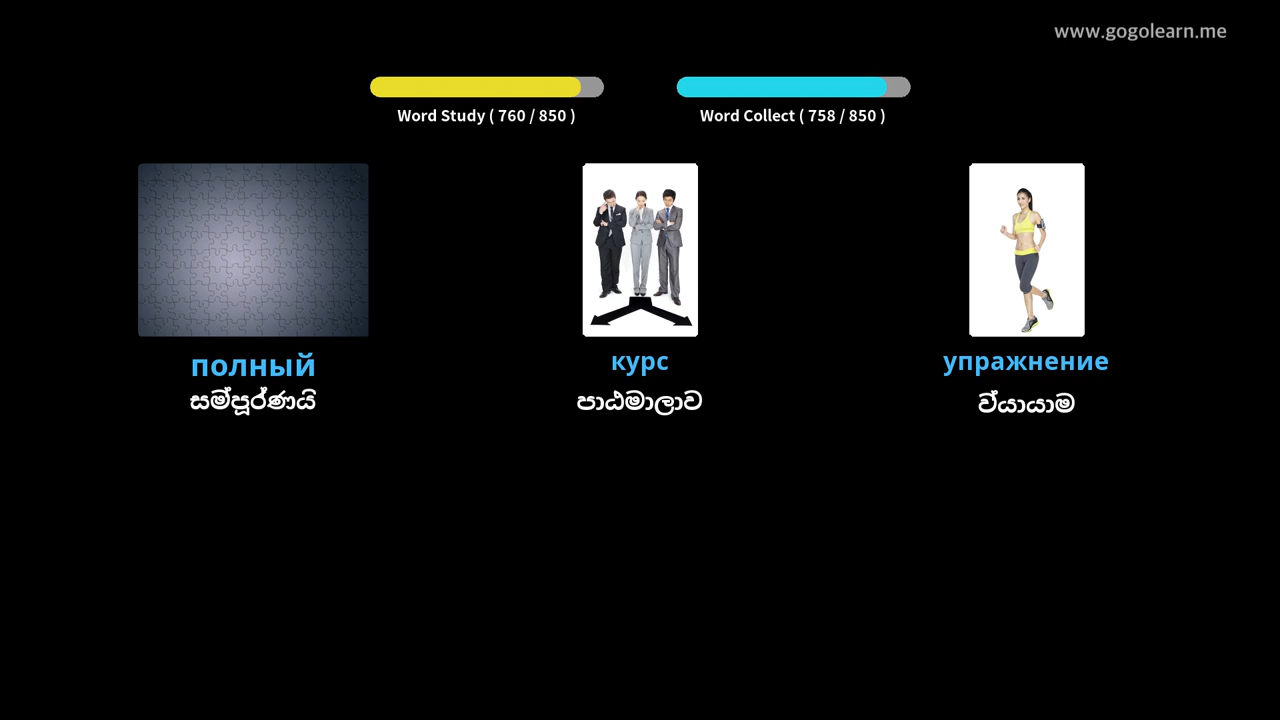 www.gogolearn.me
Word Study ( 760 / 850 )
Word Collect ( 758 / 850 )
полный
සම්පූර්ණයි
курс
පාඨමාලාව
упражнение
ව්යායාම